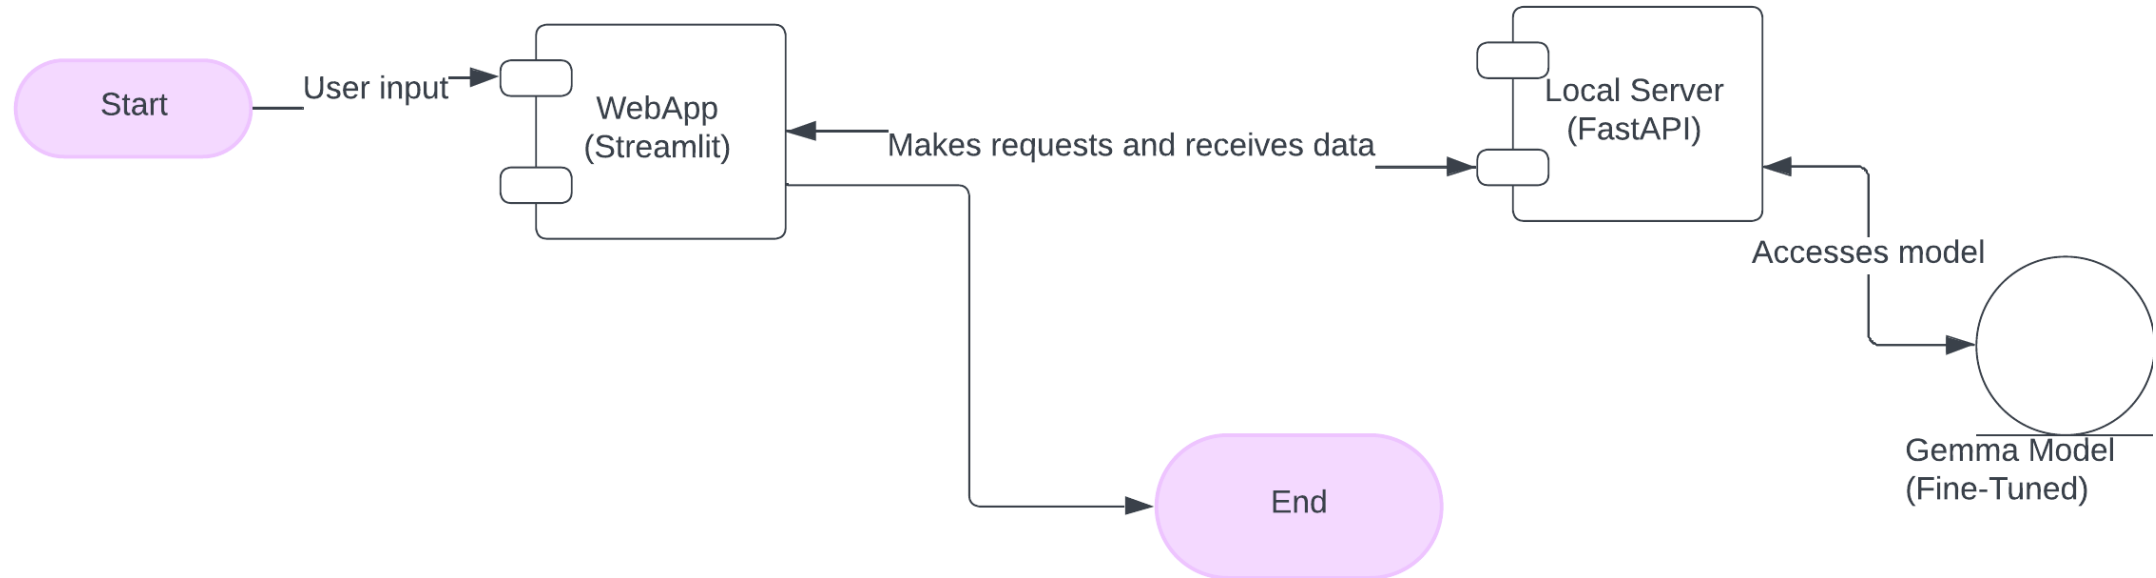 Start
User input
WebApp
(Streamlit)
Makes requests and receives data
Local Server
(FastAPI)
Accesses model
Gemma Model
(Fine-Tuned)
End